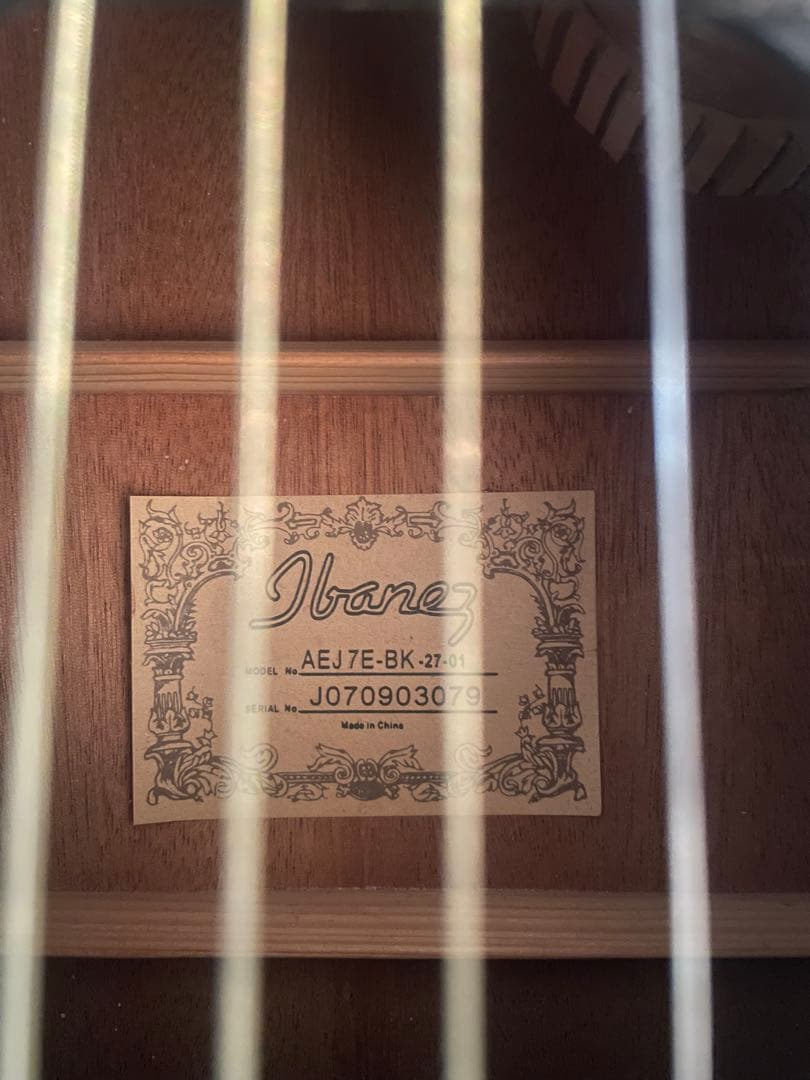 Ibanez
MODEL No. AEJ7E-BK-27-01
SERIAL No. J070903079
Made in China